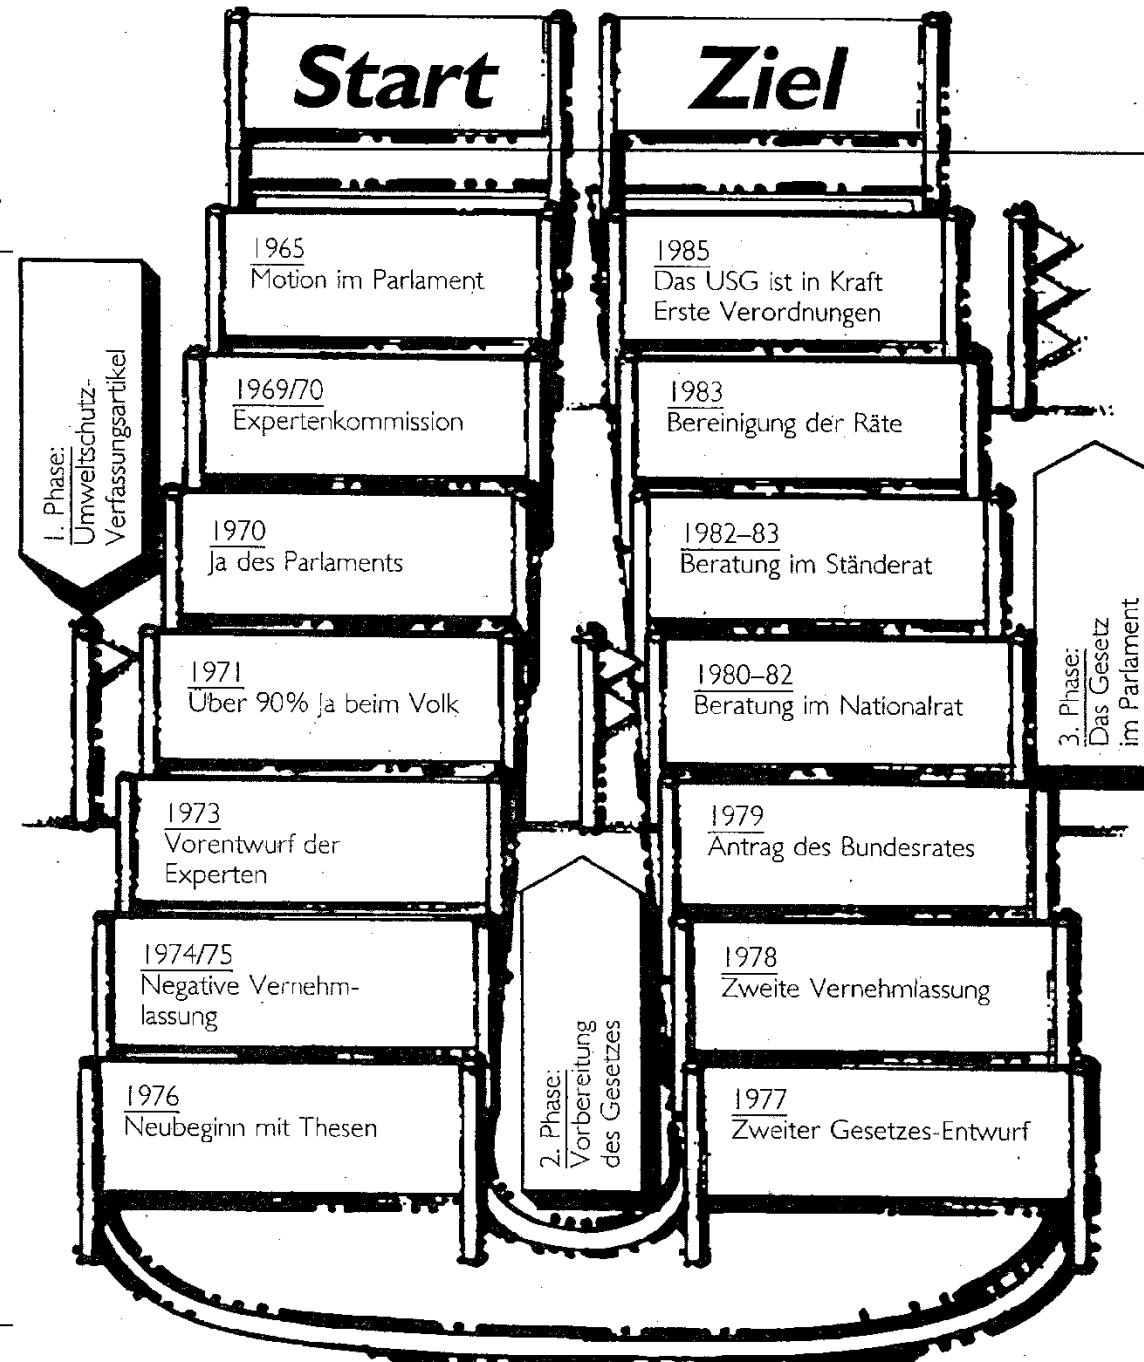 Start
1965
Motion im Parlament
1969/70
Expertenkommission
1970
Ja des Parlaments
1971
Über 90% Ja beim Volk
1973
Vorentwurf der
Experten
1974/75
Negative Vernehm-
lassung
1976
Neubeginn mit Thesen
1. Phase:
Umweltschutz-
Verfassungsartikel
2. Phase:
Vorbereitung
des Gesetzes
Ziel
1985
Das USG ist in Kraft
Erste Verordnungen
1983
Bereinigung der Räte
1982–83
Beratung im Ständerat
1980–82
Beratung im Nationalrat
1979
Antrag des Bundesrates
1978
Zweite Vernehmlassung
1977
Zweiter Gesetzes-Entwurf
3. Phase:
Das Gesetz
im Parlament